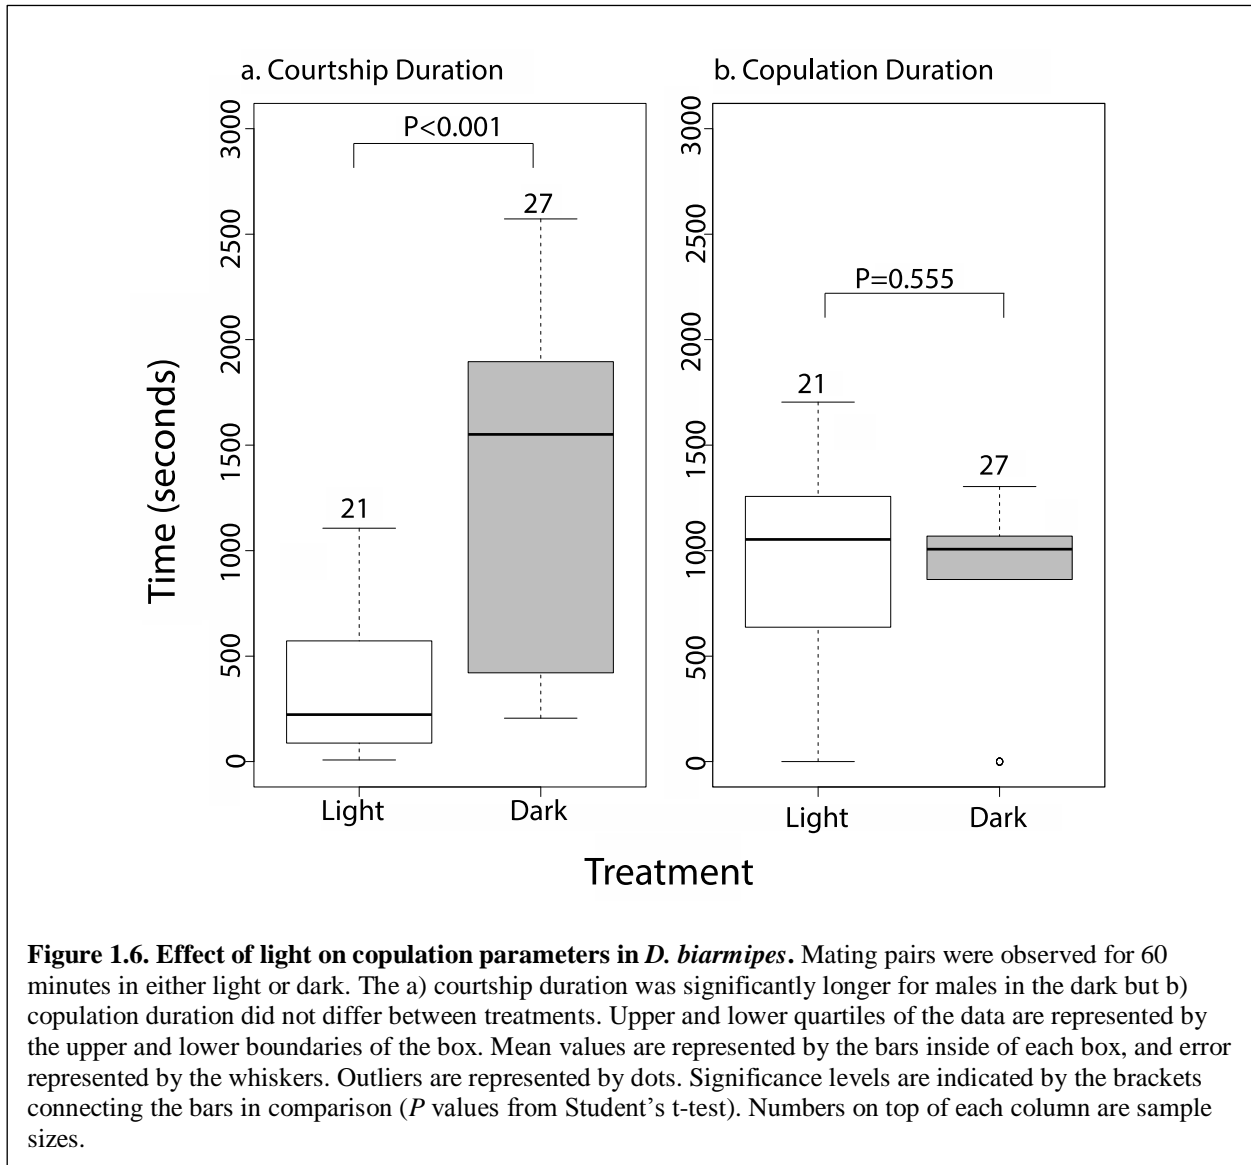 a. Courtship Duration
b. Copulation Duration
Time (seconds)
3000
2500
2000
1500
1000
500
0
P<0.001
21
27
Light
Dark
3000
2500
2000
1500
1000
500
0
P=0.555
21
27
Light
Dark
Treatment
Figure 1.6. Effect of light on copulation parameters in D. biarmipes. Mating pairs were observed for 60
minutes in either light or dark. The a) courtship duration was significantly longer for males in the dark but b)
copulation duration did not differ between treatments. Upper and lower quartiles of the data are represented by
the upper and lower boundaries of the box. Mean values are represented by the bars inside of each box, and error
represented by the whiskers. Outliers are represented by dots. Significance levels are indicated by the brackets
connecting the bars in comparison (P values from Student's t-test). Numbers on top of each column are sample
sizes.